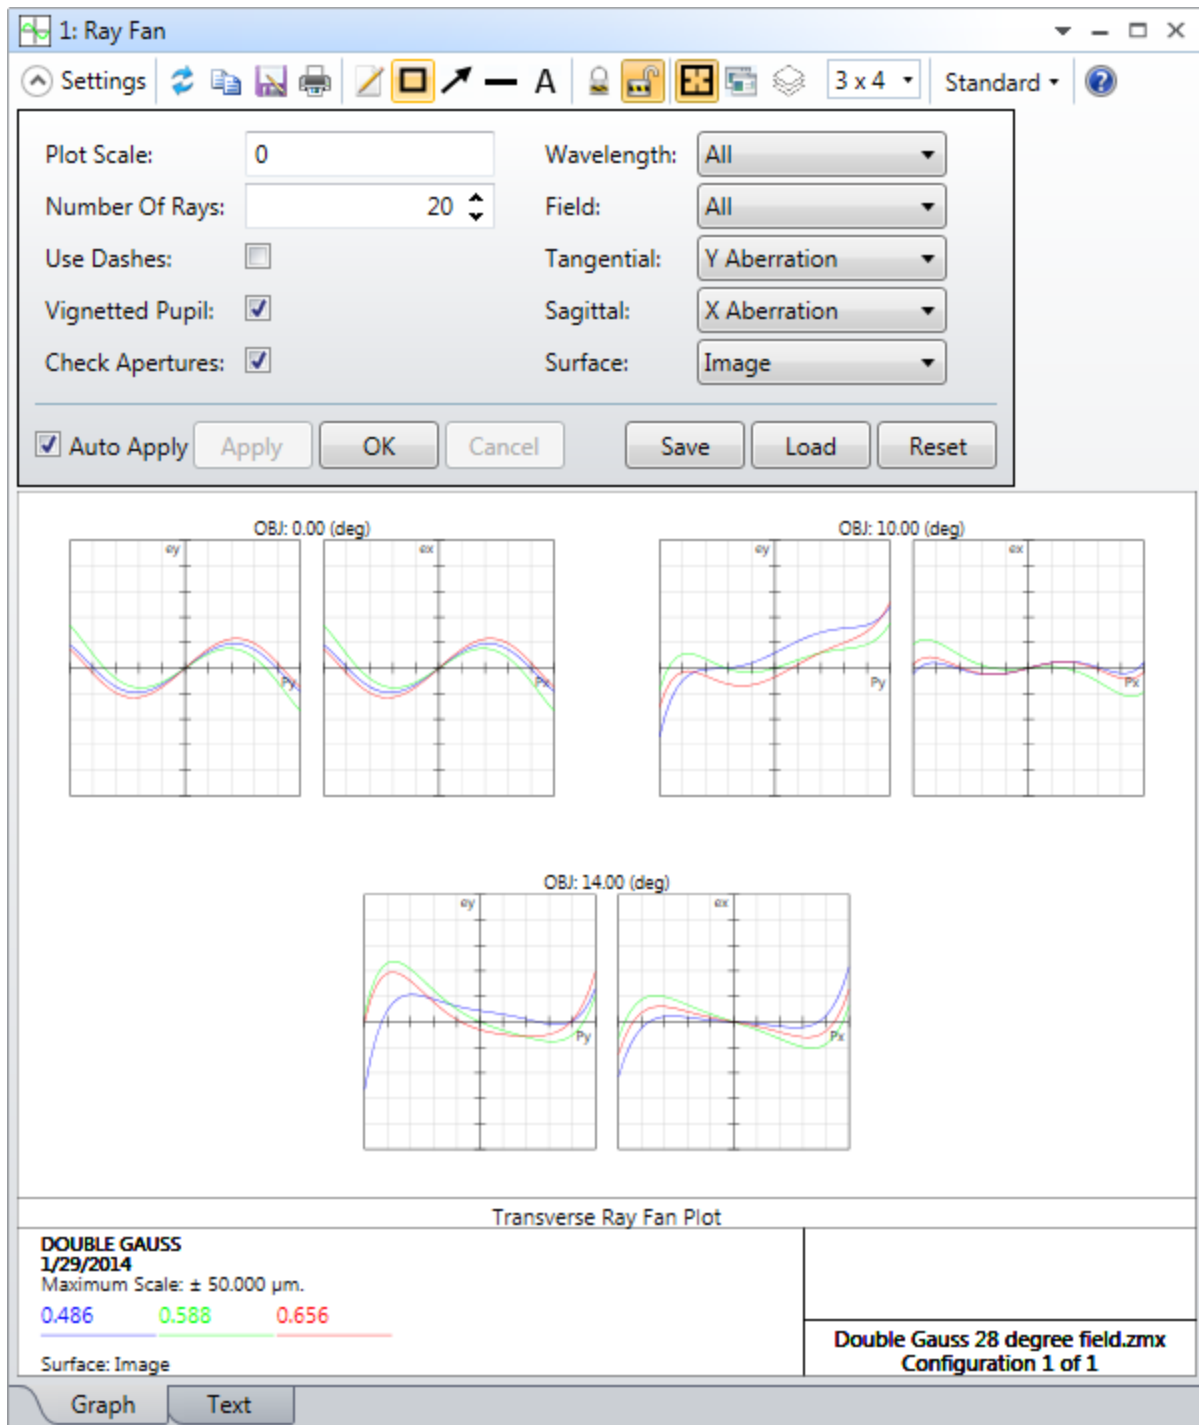 1: Ray Fan
Settings A 3 x 4 Standard ?
Plot Scale: 0 Wavelength: All
Number Of Rays: 20 Field: All
Use Dashes: Tangential: Y Aberration
Vignetted Pupil: Sagittal: X Aberration
Check Apertures: Surface: Image
Auto Apply Apply OK Cancel Save Load Reset
OBJ: 0.00 (deg) OBJ: 10.00 (deg)
ey ex ey ex
Py Px Py Px
OBJ: 14.00 (deg)
ey ex
Py Px
Transverse Ray Fan Plot
DOUBLE GAUSS
1/29/2014
Maximum Scale: ± 50.000 µm.
0.486 0.588 0.656
Surface: Image
Double Gauss 28 degree field.zmx
Configuration 1 of 1
Graph Text